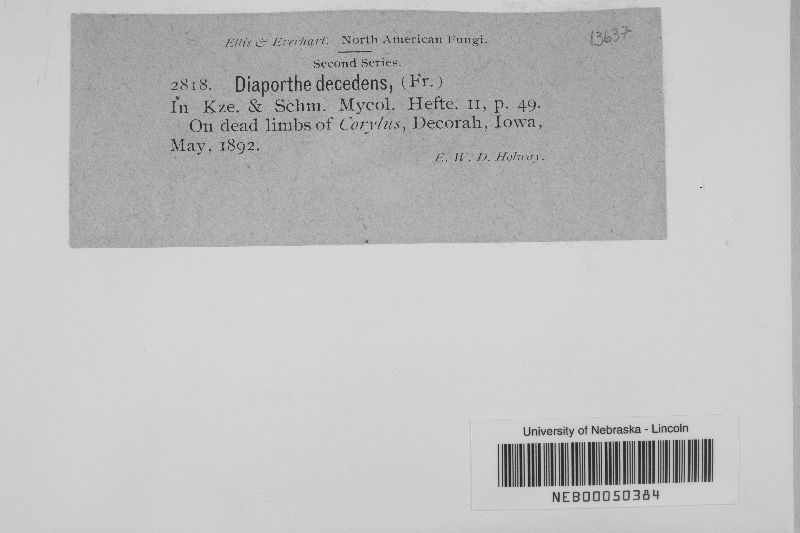 Ellis & Everhart. North American Fungi.
13637
Second Series.
2818. Diaporthe decedens, (Fr.)
In Kze. & Schm. Mycol. Hefte. II, p. 49.
On dead limbs of Corylus, Decorah, Iowa,
May, 1892.
E. W. D. Holway.
University of Nebraska - Lincoln
NEB00050384